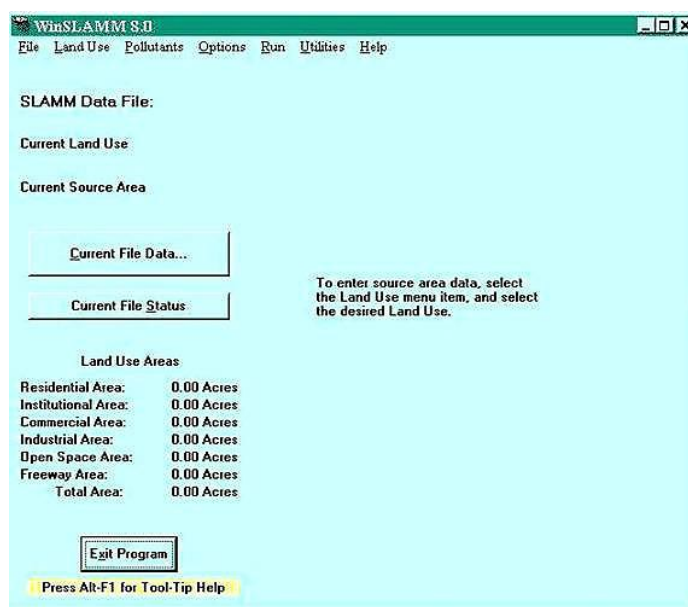 WinSLAMM 8.0
File Land Use Pollutants Options Run Utilities Help
SLAMM Data File:
Current Land Use
Current Source Area
Current File Data...
Current File Status
To enter source area data, select
the Land Use menu item, and select
the desired Land Use.
Land Use Areas
Residential Area: 0.00 Acres
Institutional Area: 0.00 Acres
Commercial Area: 0.00 Acres
Industrial Area: 0.00 Acres
Open Space Area: 0.00 Acres
Freeway Area: 0.00 Acres
Total Area: 0.00 Acres
Exit Program
Press Alt-F1 for Tool-Tip Help